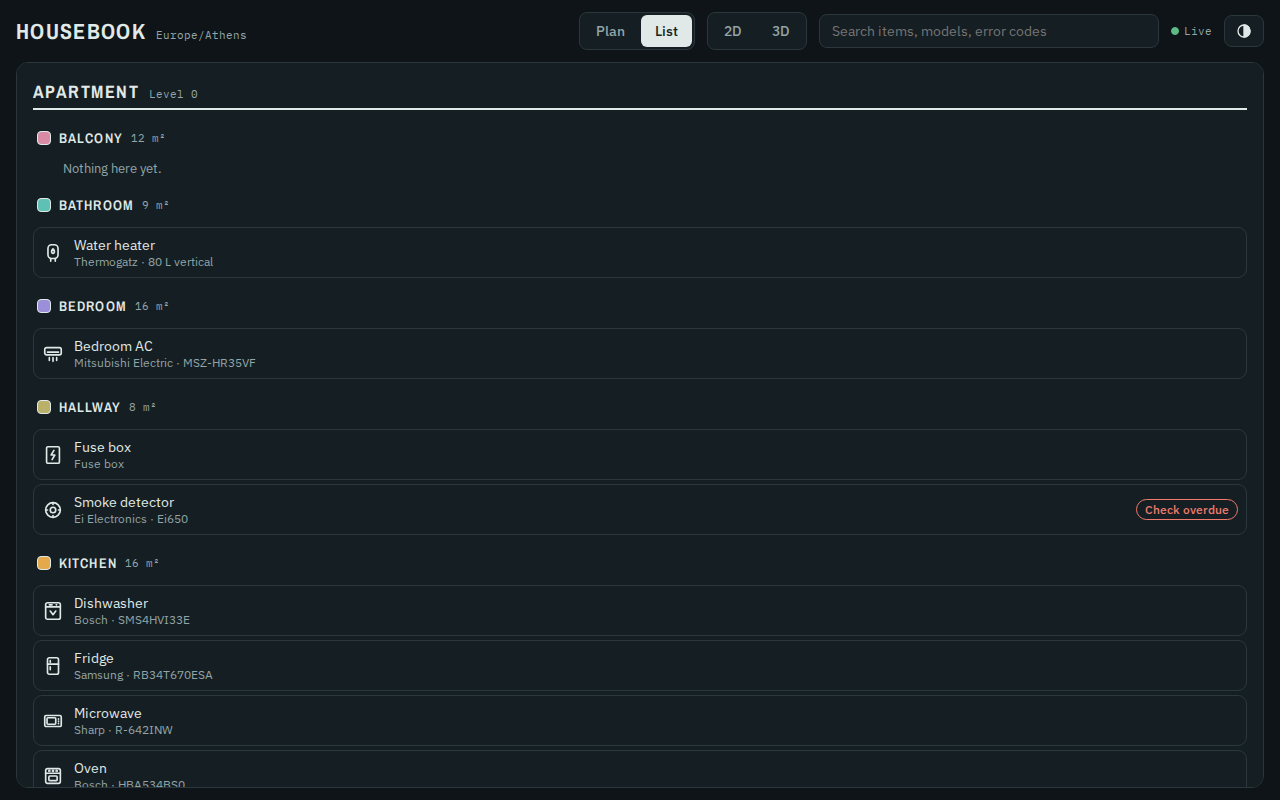 HOUSEBOOK Europe/Athens
Plan List 2D 3D Search items, models, error codes Live
APARTMENT Level 0
BALCONY 12 m²
Nothing here yet.
BATHROOM 9 m²
Water heater
Thermogatz · 80 L vertical
BEDROOM 16 m²
Bedroom AC
Mitsubishi Electric · MSZ-HR35VF
HALLWAY 8 m²
Fuse box
Fuse box
Smoke detector
Ei Electronics · Ei650
Check overdue
KITCHEN 16 m²
Dishwasher
Bosch · SMS4HVI33E
Fridge
Samsung · RB34T670ESA
Microwave
Sharp · R-642INW
Oven
Bosch · HBA534BS0